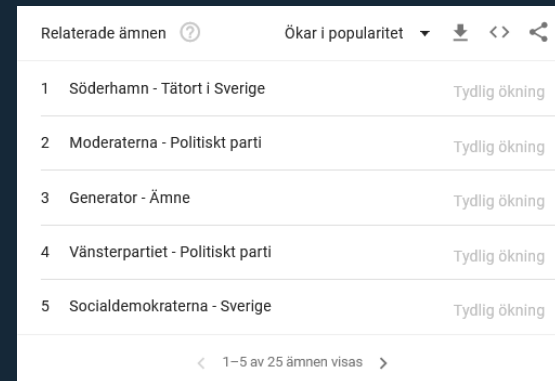 Relaterade ämnen ? Ökar i popularitet
1 Söderhamn - Tätort i Sverige Tydlig ökning
2 Moderaterna - Politiskt parti Tydlig ökning
3 Generator - Ämne Tydlig ökning
4 Vänsterpartiet - Politiskt parti Tydlig ökning
5 Socialdemokraterna - Sverige Tydlig ökning
1–5 av 25 ämnen visas